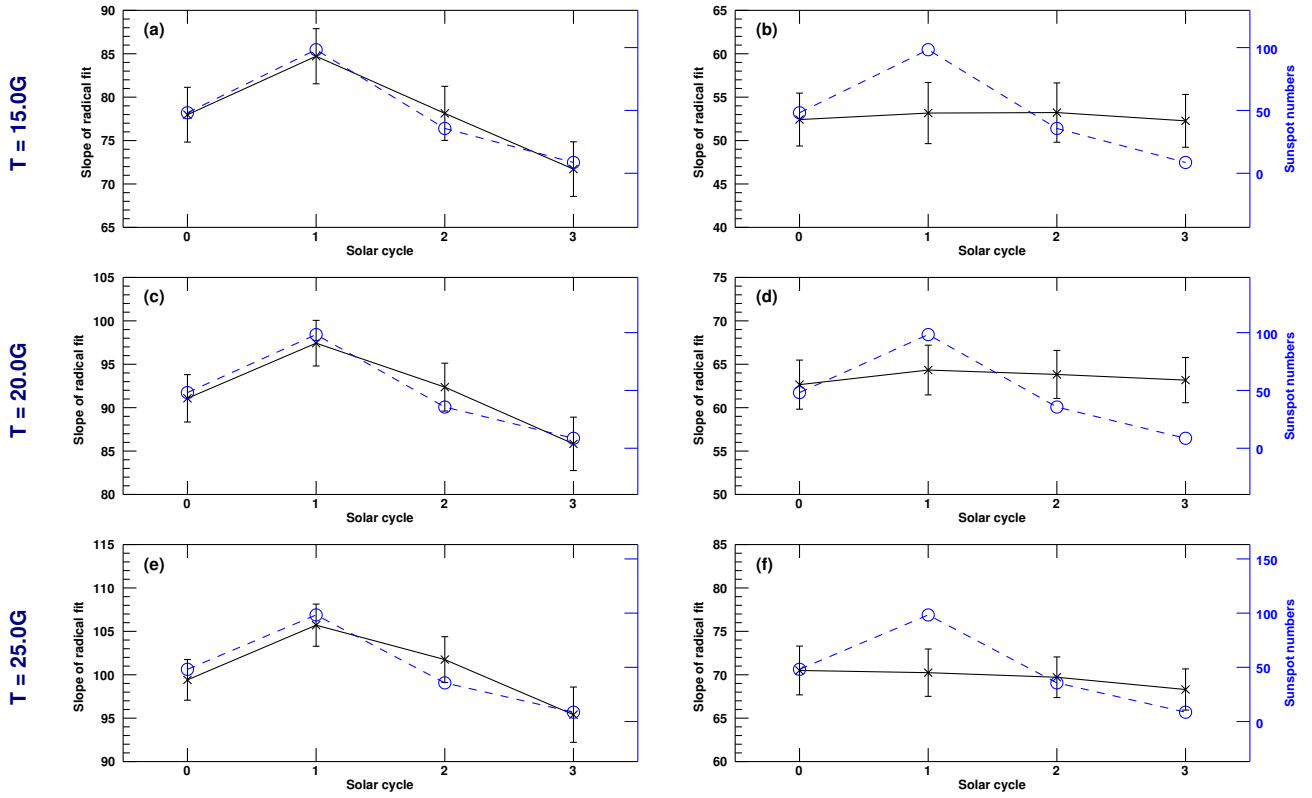 T = 15.0G
(a)
Slope of radical fit
90
85
80
75
70
65
0 1 2 3
Solar cycle
(b)
Slope of radical fit
65
60
55
50
45
40
0 1 2 3
Solar cycle
100
50
0
Sunspot numbers
T = 20.0G
(c)
Slope of radical fit
105
100
95
90
85
80
0 1 2 3
Solar cycle
(d)
Slope of radical fit
75
70
65
60
55
50
0 1 2 3
Solar cycle
100
50
0
Sunspot numbers
T = 25.0G
(e)
Slope of radical fit
115
110
105
100
95
90
0 1 2 3
Solar cycle
(f)
Slope of radical fit
85
80
75
70
65
60
0 1 2 3
Solar cycle
150
100
50
0
Sunspot numbers